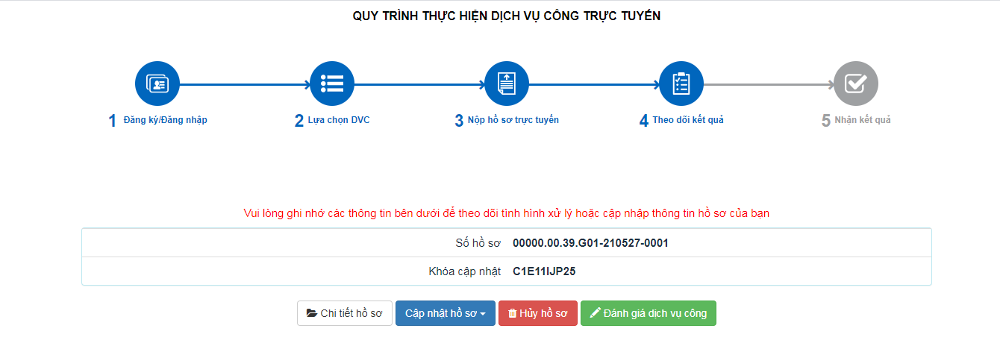 QUY TRÌNH THỰC HIỆN DỊCH VỤ CÔNG TRỰC TUYẾN
1 Đăng ký/Đăng nhập
2 Lựa chọn DVC
3 Nộp hồ sơ trực tuyến
4 Theo dõi kết quả
5 Nhận kết quả
Vui lòng ghi nhớ các thông tin bên dưới để theo dõi tình hình xử lý hoặc cập nhập thông tin hồ sơ của bạn
Số hồ sơ 00000.00.39.G01-210527-0001
Khóa cập nhật C1E11IJP25
Chi tiết hồ sơ Cập nhật hồ sơ Hủy hồ sơ Đánh giá dịch vụ công